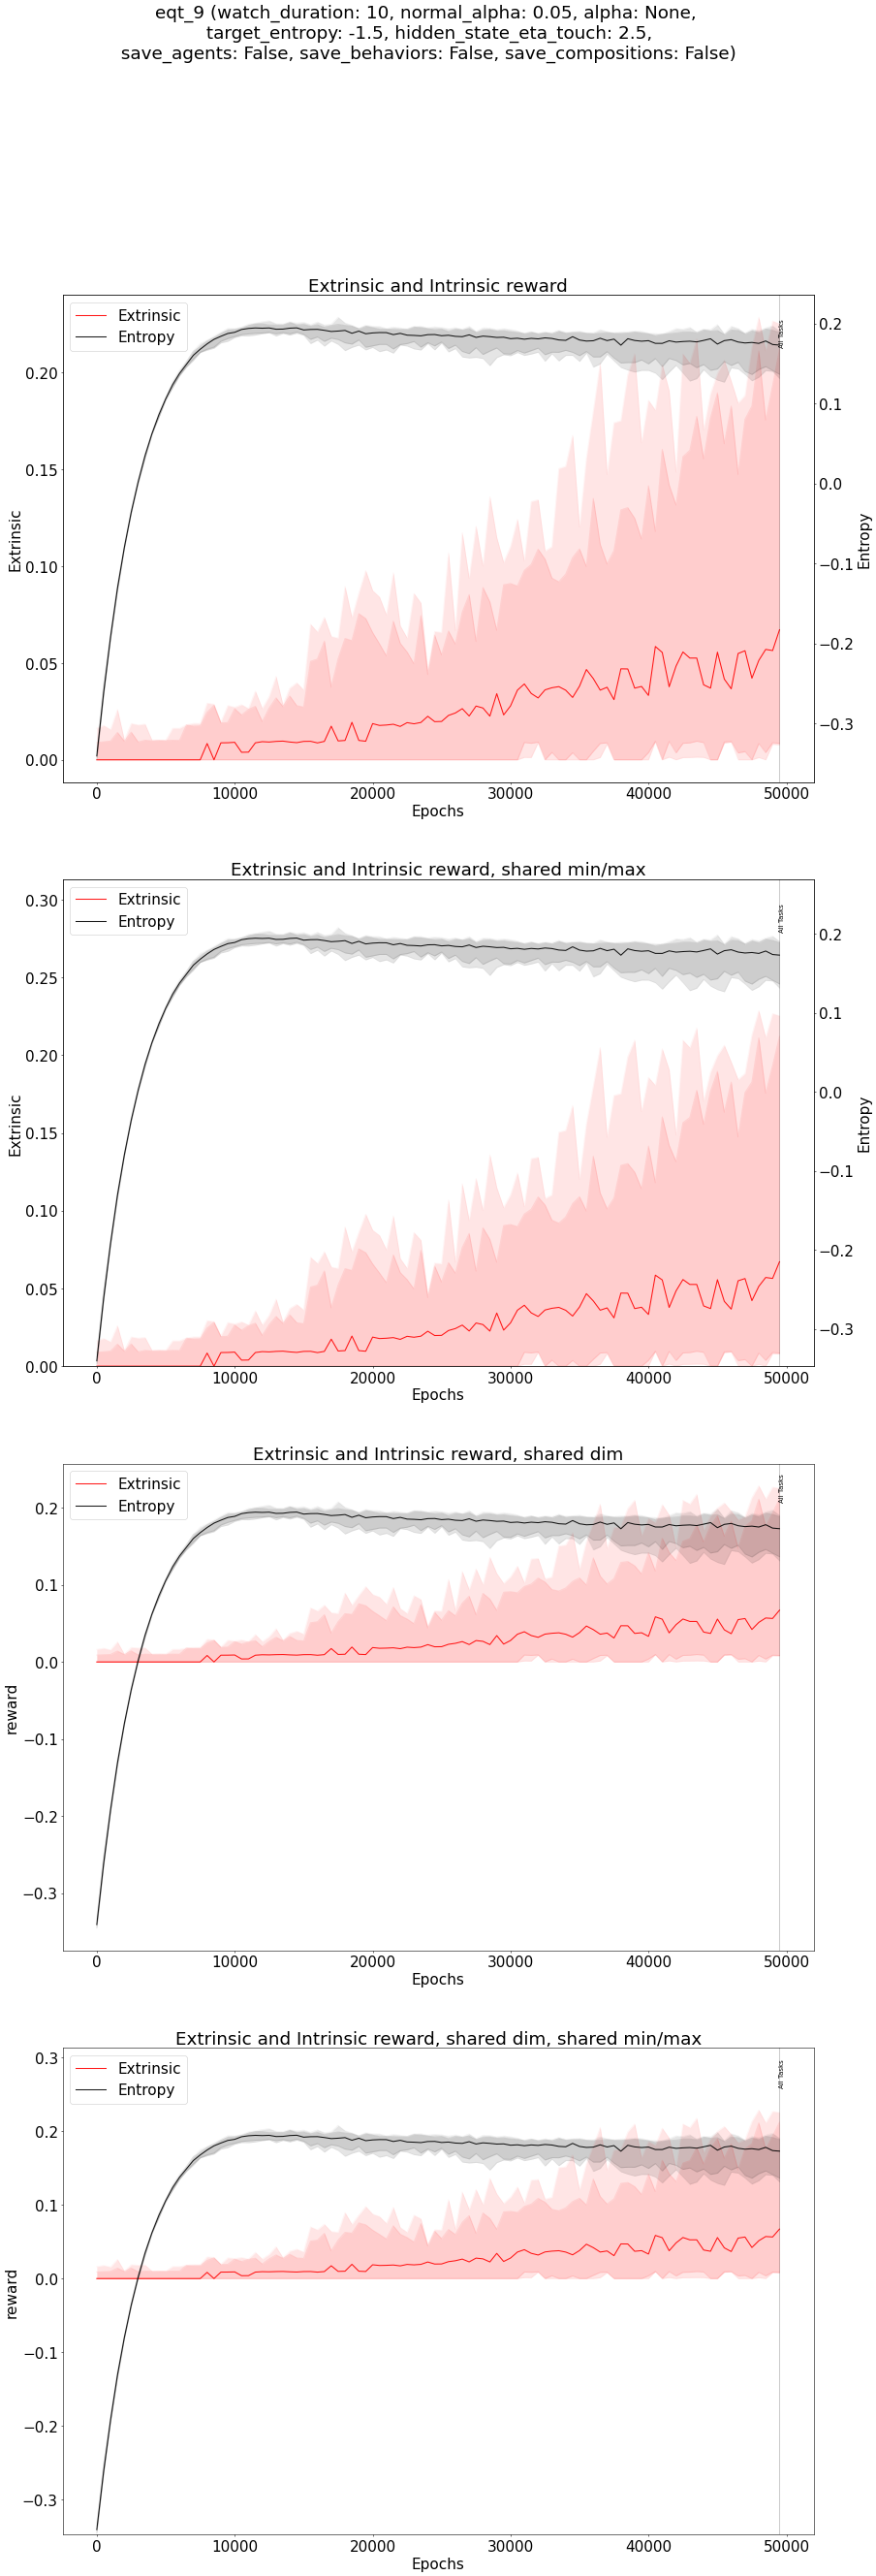 eqt_9 (watch_duration: 10, normal_alpha: 0.05, alpha: None,
target_entropy: -1.5, hidden_state_eta_touch: 2.5,
save_agents: False, save_behaviors: False, save_compositions: False)
Extrinsic and Intrinsic reward
Extrinsic
Entropy
All Tasks
0.20
0.15
0.10
0.05
0.00
Extrinsic
0.2
0.1
0.0
−0.1
−0.2
−0.3
Entropy
0
10000
20000
30000
40000
50000
Epochs
Extrinsic and Intrinsic reward, shared min/max
Extrinsic
Entropy
All Tasks
0.30
0.25
0.20
0.15
0.10
0.05
0.00
Extrinsic
0.2
0.1
0.0
−0.1
−0.2
−0.3
Entropy
0
10000
20000
30000
40000
50000
Epochs
Extrinsic and Intrinsic reward, shared dim
Extrinsic
Entropy
All Tasks
0.2
0.1
0.0
−0.1
−0.2
−0.3
reward
0
10000
20000
30000
40000
50000
Epochs
Extrinsic and Intrinsic reward, shared dim, shared min/max
Extrinsic
Entropy
All Tasks
0.3
0.2
0.1
0.0
−0.1
−0.2
−0.3
reward
0
10000
20000
30000
40000
50000
Epochs